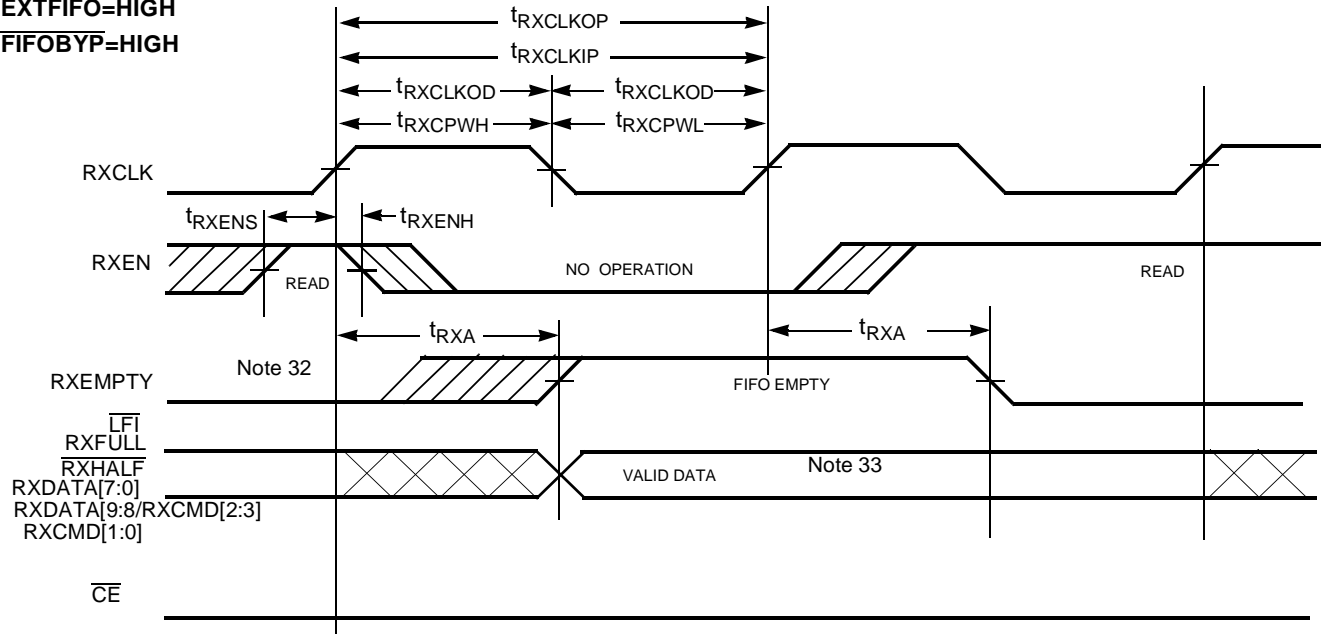 EXTFIFO=HIGH
FIFOBYP=HIGH
tRXCLKOP
tRXCLKIP
tRXCLKOD
tRXCLKOD
tRXCPWH
tRXCPWL
RXCLK
tRXENS
tRXENH
RXEN
READ
NO OPERATION
READ
tRXA
tRXA
Note 32
RXEMPTY
FIFO EMPTY
LFI
RXFULL
RXHALF
VALID DATA
Note 33
RXDATA[7:0]
RXDATA[9:8/RXCMD[2:3]
RXCMD[1:0]
CE